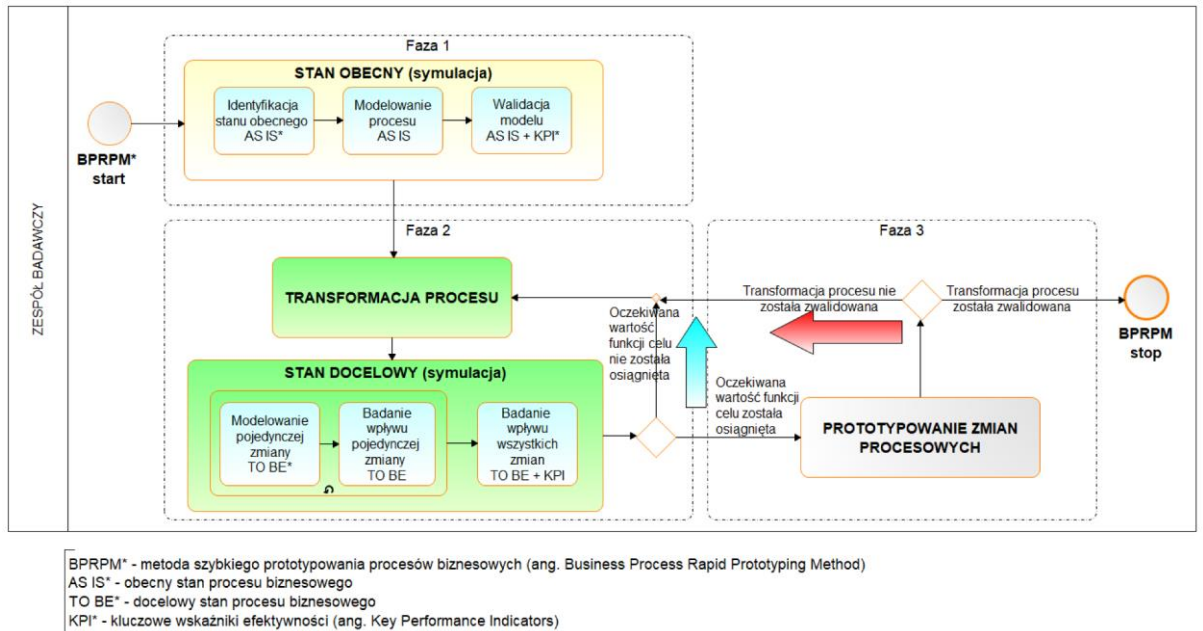 ZESPÓŁ BADAWCZY
Faza 1
STAN OBECNY (symulacja)
Identyfikacja
stanu obecnego
AS IS*
Modelowanie
procesu
AS IS
Walidacja
modelu
AS IS + KPI*
BPRPM*
start
Faza 2
TRANSFORMACJA PROCESU
Oczekiwana
wartość
funkcji celu
nie została
osiągnięta
STAN DOCELOWY (symulacja)
Modelowanie
pojedynczej
zmiany
TO BE*
Badanie
wpływu
pojedynczej
zmiany
TO BE
Badanie
wpływu
wszystkich
zmian
TO BE + KPI
Faza 3
Transformacja procesu nie
została zwalidowana
Transformacja procesu
została zwalidowana
BPRPM
stop
Oczekiwana
wartość funkcji
celu została
osiągnięta
PROTOTYPOWANIE ZMIAN
PROCESOWYCH
BPRPM* - metoda szybkiego prototypowania procesów biznesowych (ang. Business Process Rapid Prototyping Method)
AS IS* - obecny stan procesu biznesowego
TO BE* - docelowy stan procesu biznesowego
KPI* - kluczowe wskaźniki efektywności (ang. Key Performance Indicators)